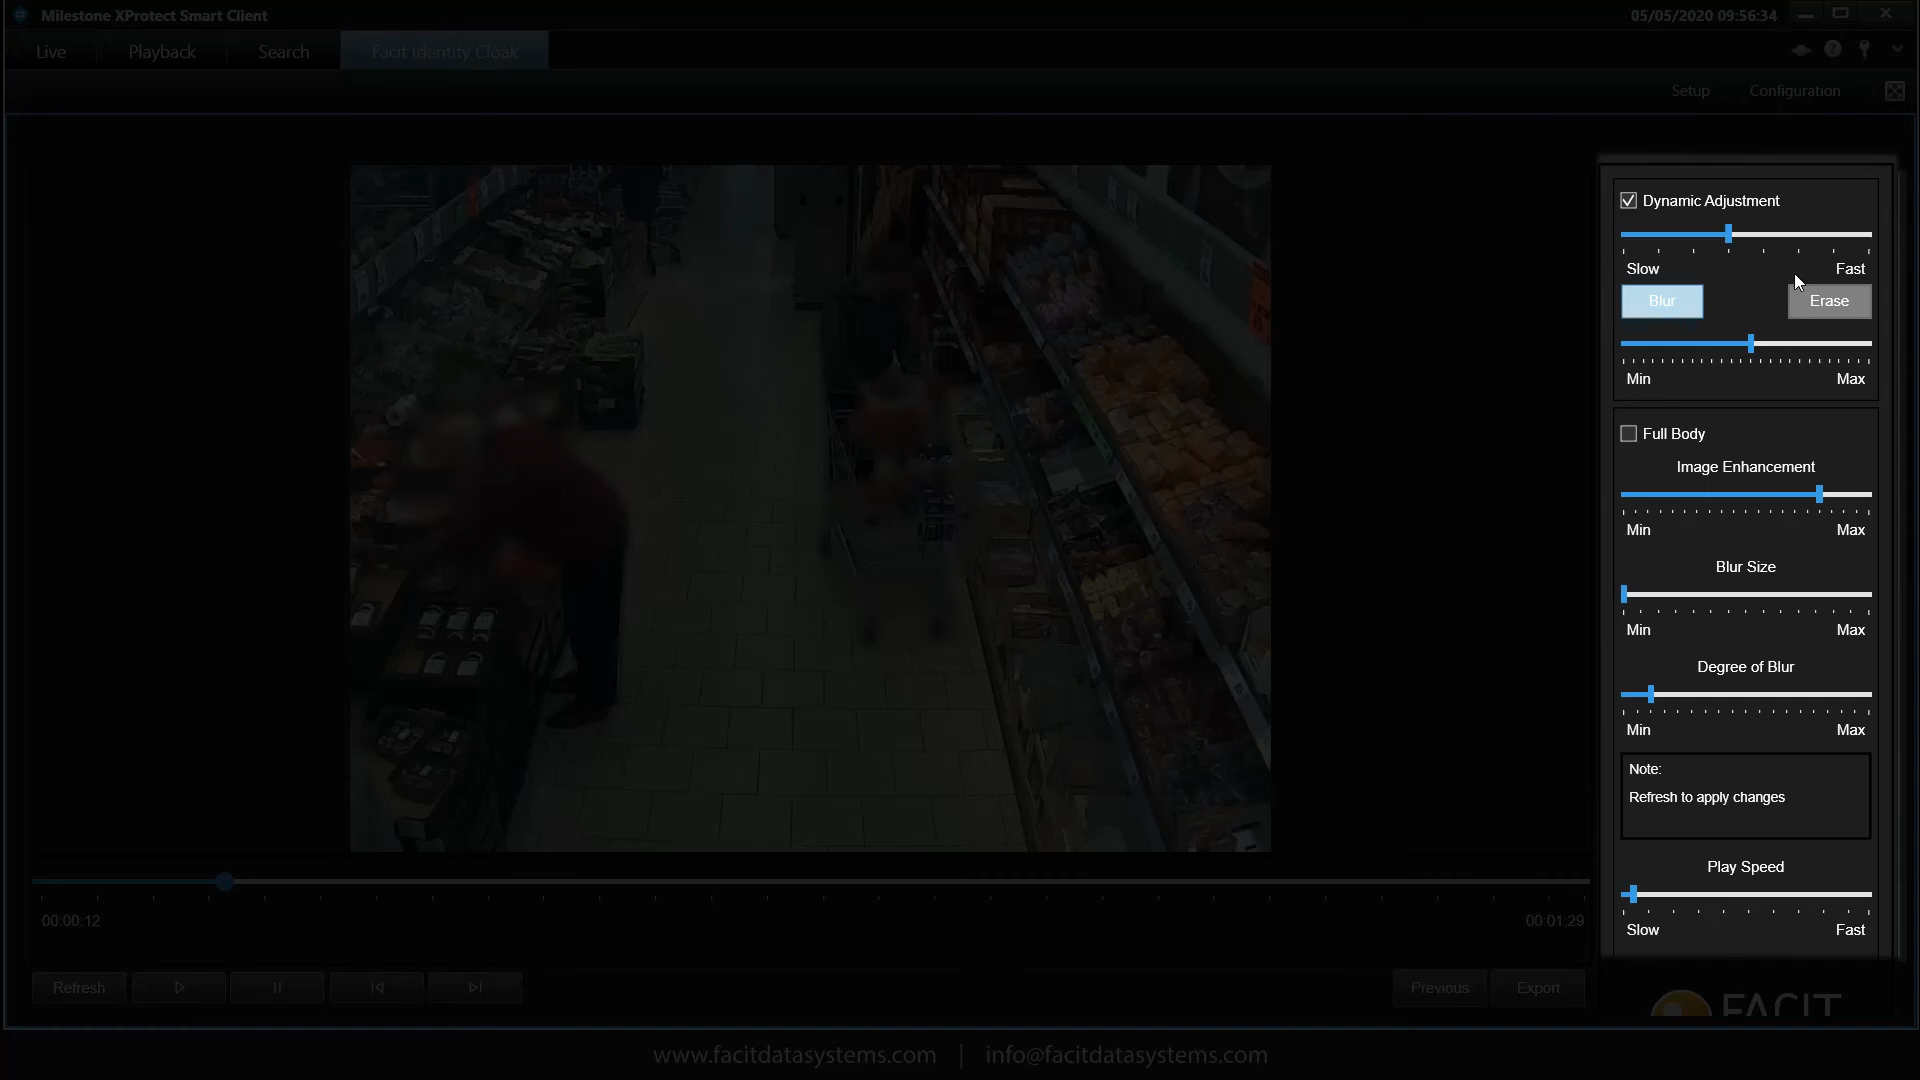 Milestone XProtect Smart Client
05/05/2020 09:56:34
Live
Playback
Search
Facit Identity Cloak
Setup
Configuration
Dynamic Adjustment
Slow Fast
Blur
Erase
Min Max
Full Body
Image Enhancement
Min Max
Blur Size
Min Max
Degree of Blur
Min Max
Note:
Refresh to apply changes
Play Speed
Slow Fast
00:00:12
00:01:29
Refresh
Previous
Export
FACIT
www.facitdatasystems.com | info@facitdatasystems.com